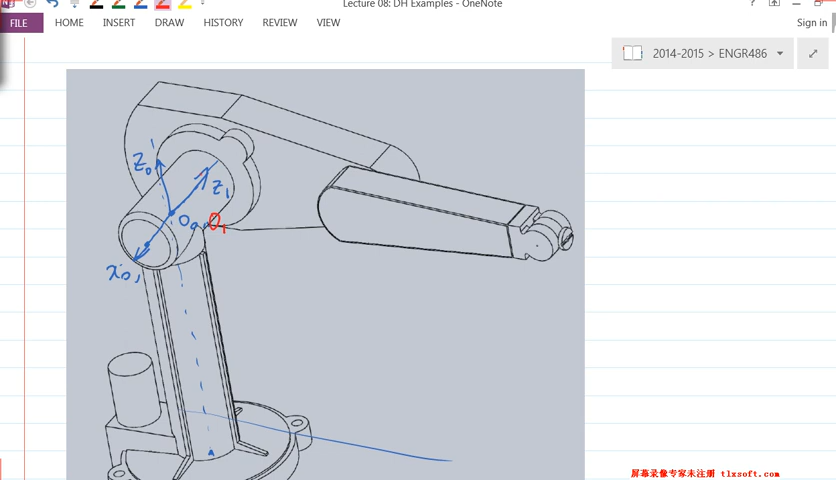 Lecture 08: DH Examples - OneNote
FILE HOME INSERT DRAW HISTORY REVIEW VIEW
Sign in
2014-2015 > ENGR486
Z₀
Z₁
O₀, O₁
X₀,
屏幕录像专家未注册 tlxsoft.com